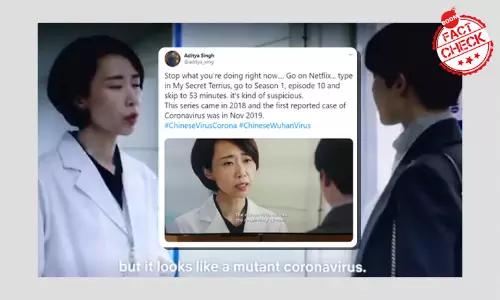 BOOM
FACT
CHECK
Aditya Singh
Stop what you're doing right now.... Go on Netflix... type
in My Secret Terrius, go to Season 1, episode 10 and
skip to 53 minutes. it's kind of suspicious.
This series came in 2018 and the first reported case of
Coronavirus was in Nov 2019.
#ChineseVirusCorona #ChineseWuhanVirus
but it looks like a mutant coronavirus.